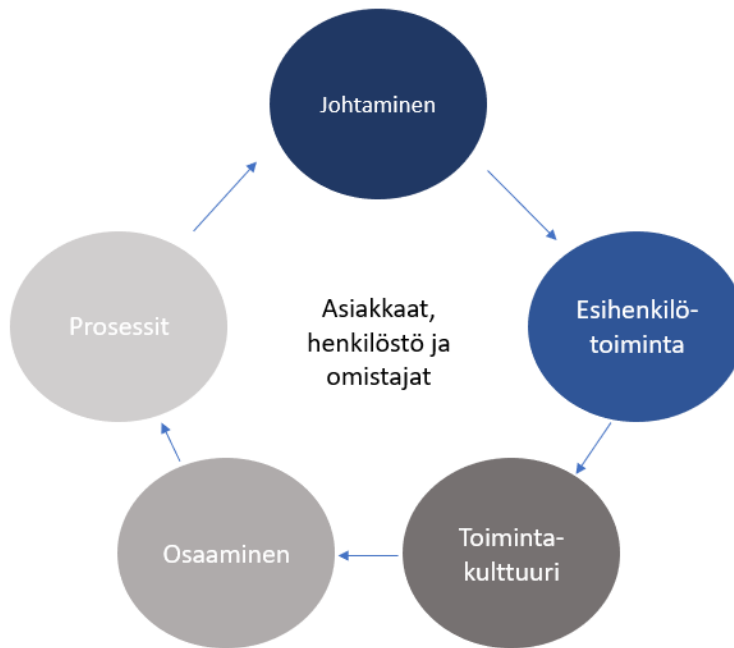 Johtaminen
Esihenkilö-
toiminta
Toiminta-
kulttuuri
Osaaminen
Prosessit
Asiakkaat,
henkilöstö ja
omistajat